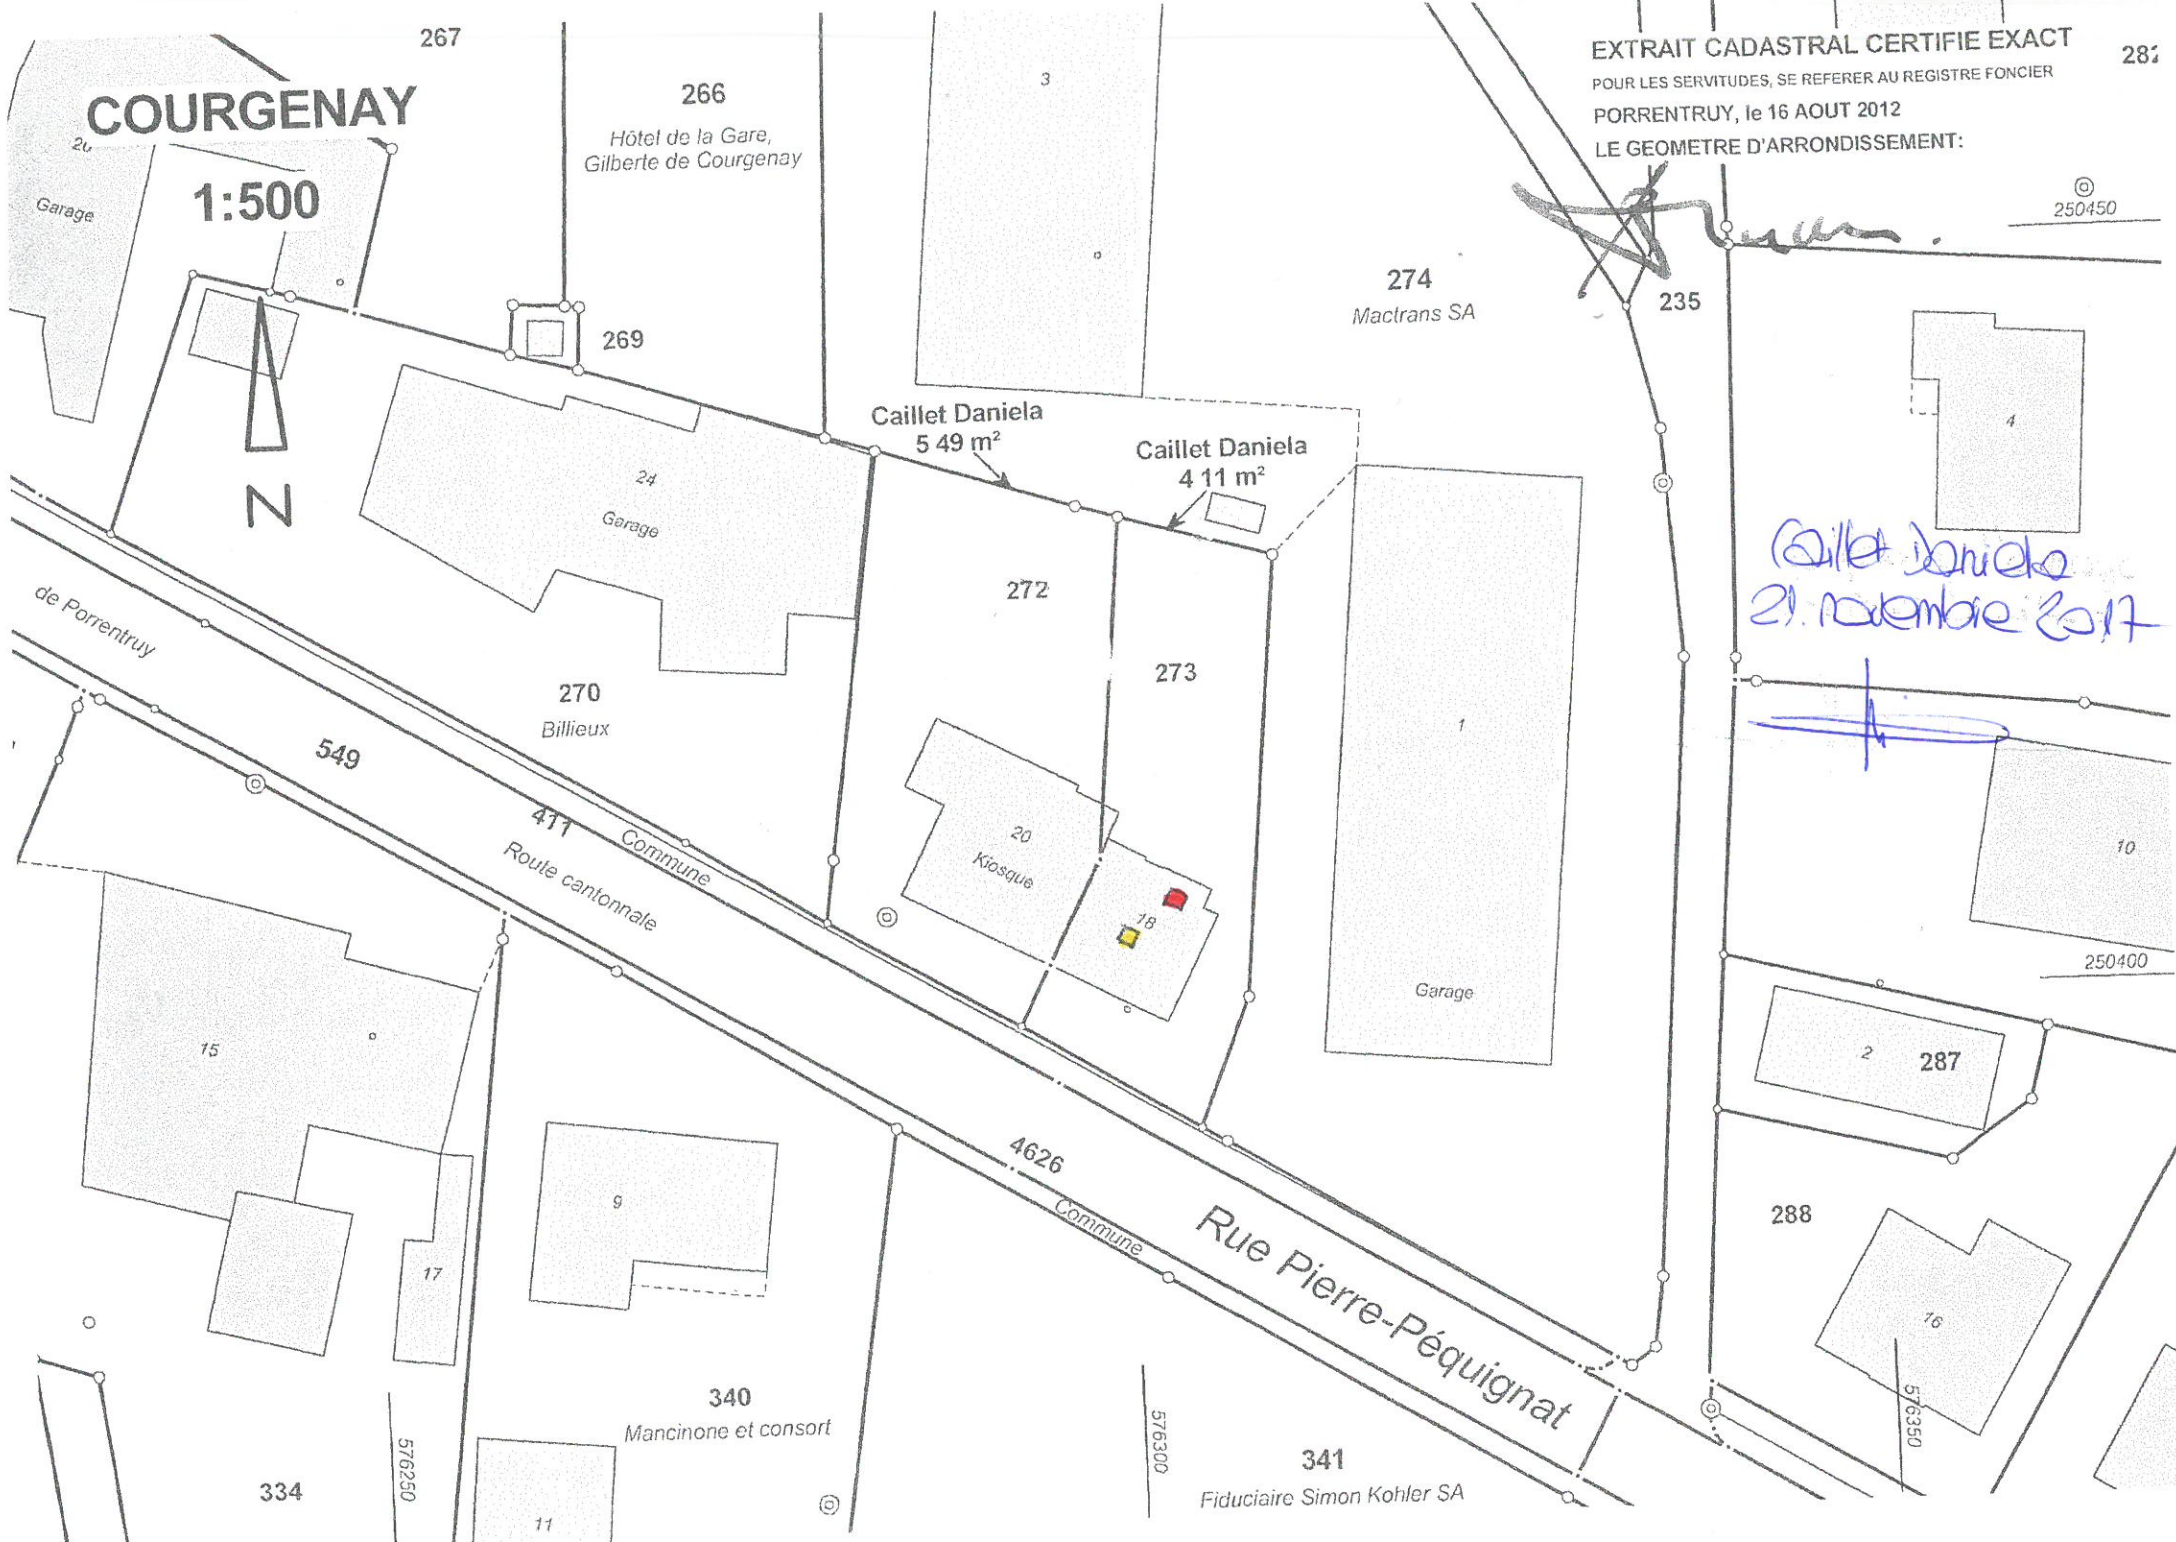 267
COURGENAY
1:500
Garage
266
Hôtel de la Gare,
Gilberte de Courgenay
3
EXTRAIT CADASTRAL CERTIFIE EXACT
POUR LES SERVITUDES, SE REFERER AU REGISTRE FONCIER
PORRENTRUY, le 16 AOUT 2012
LE GEOMETRE D'ARRONDISSEMENT:
250450
274
Mactrans SA
235
269
Caillet Daniela
5 49 m²
Caillet Daniela
4 11 m²
4
24
Garage
N
Caillet Daniela
21. novembre 2017
272
273
de Porrentruy
270
Billieux
1
549
411
Commune
Route cantonnale
20
Kiosque
18
10
250400
Garage
15
2
287
4626
Commune
Rue Pierre-Péquignat
9
17
288
16
340
Mancinone et consort
576250
576300
576350
334
11
341
Fiduciaire Simon Kohler SA